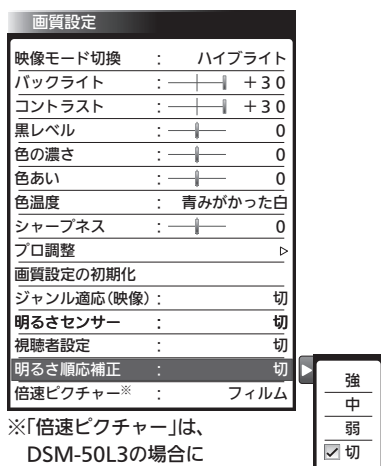 画質設定
映像モード切換 : ハイブライト
バックライト : +30
コントラスト : +30
黒レベル : 0
色の濃さ : 0
色あい : 0
色温度 : 青みがかった白
シャープネス : 0
プロ調整
画質設定の初期化
ジャンル適応(映像) : 切
明るさセンサー : 切
視聴者設定 : 切
明るさ順応補正 : 切
倍速ピクチャー※ : フィルム
強
中
弱
切
※「倍速ピクチャー」は、
DSM-50L3の場合に